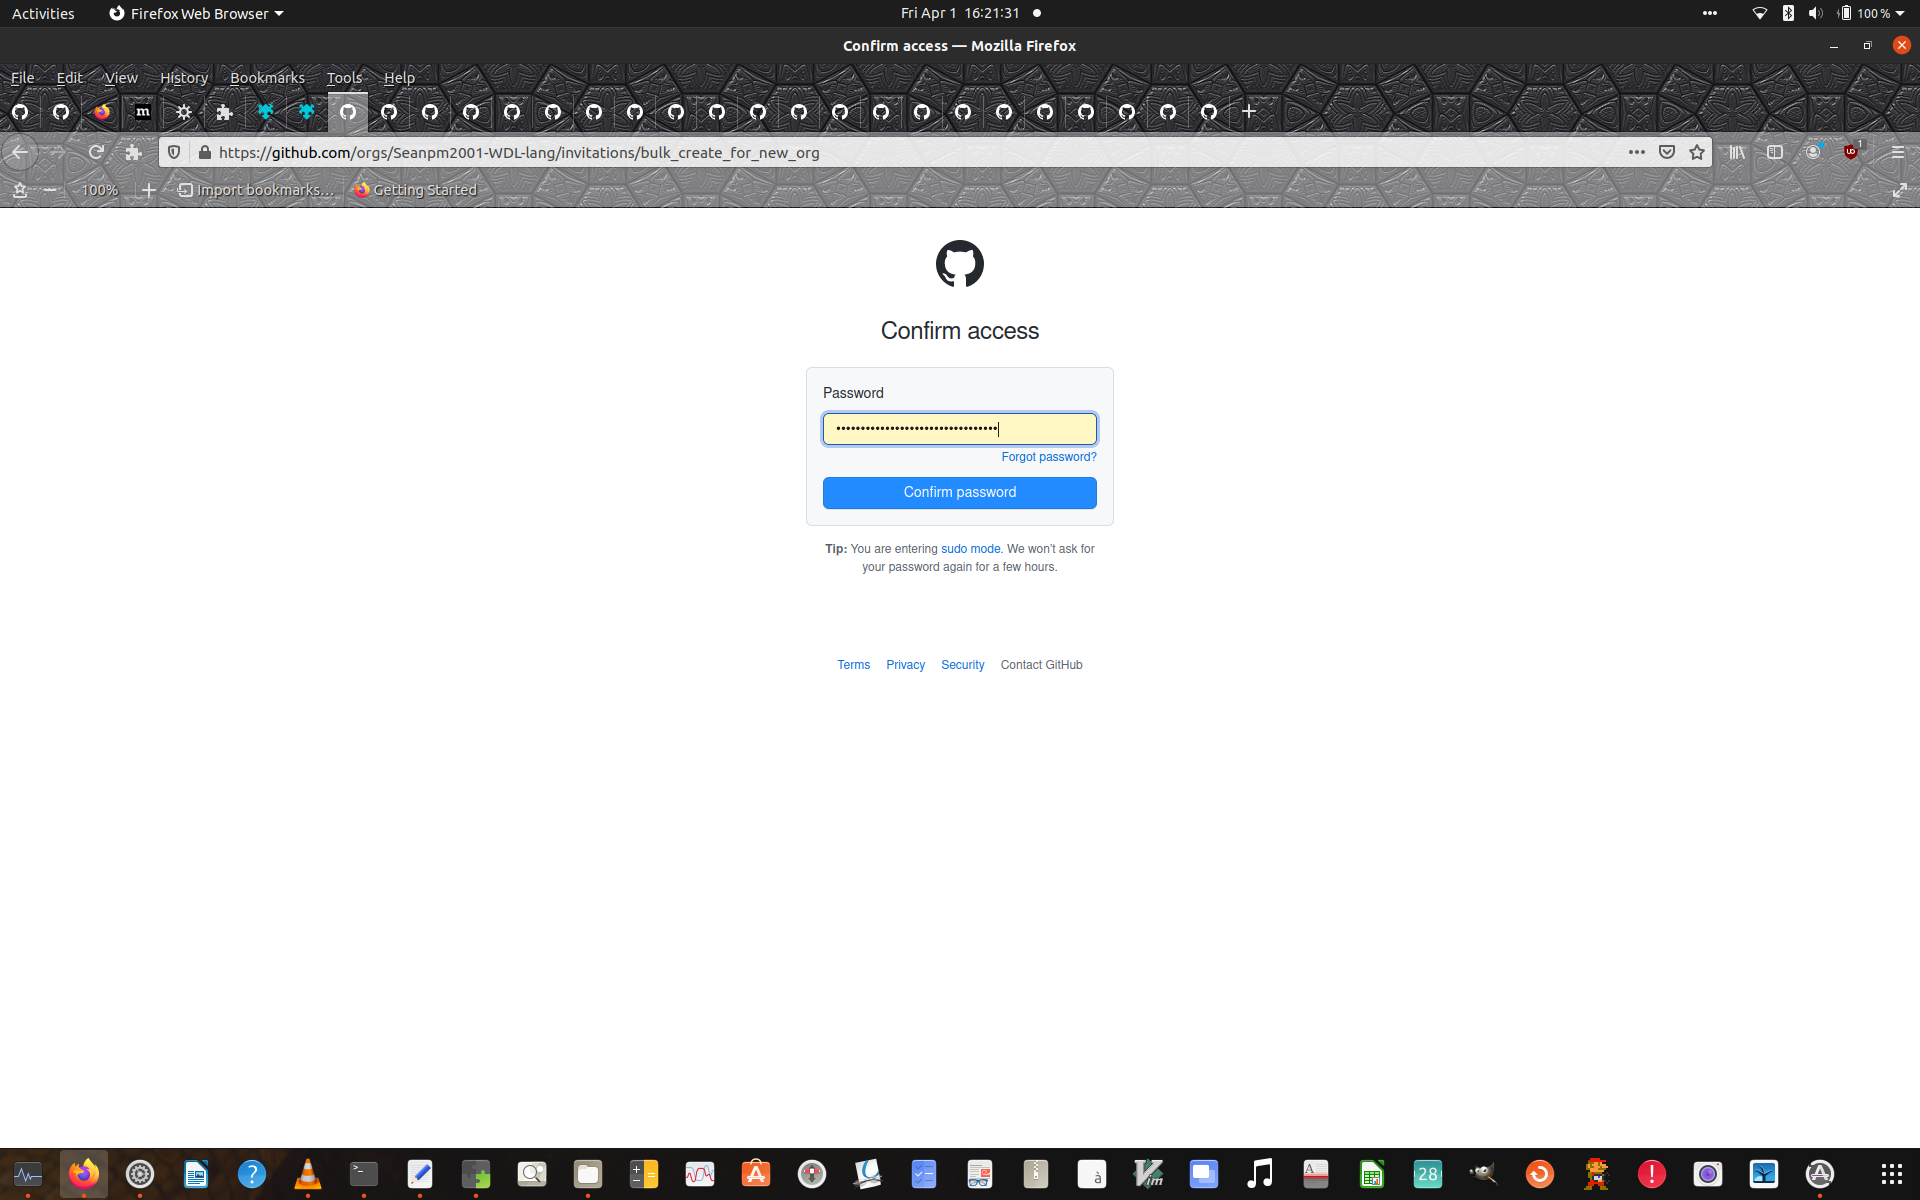 Activities
Firefox Web Browser
Fri Apr 1 16:21:31
100 %
Confirm access — Mozilla Firefox
File Edit View History Bookmarks Tools Help
m
https://github.com/orgs/Seanpm2001-WDL-lang/invitations/bulk_create_for_new_org
1
100%
Import bookmarks...
Getting Started
Confirm access
Password
Forgot password?
Confirm password
Tip: You are entering sudo mode. We won't ask for
your password again for a few hours.
Terms Privacy Security Contact GitHub
28